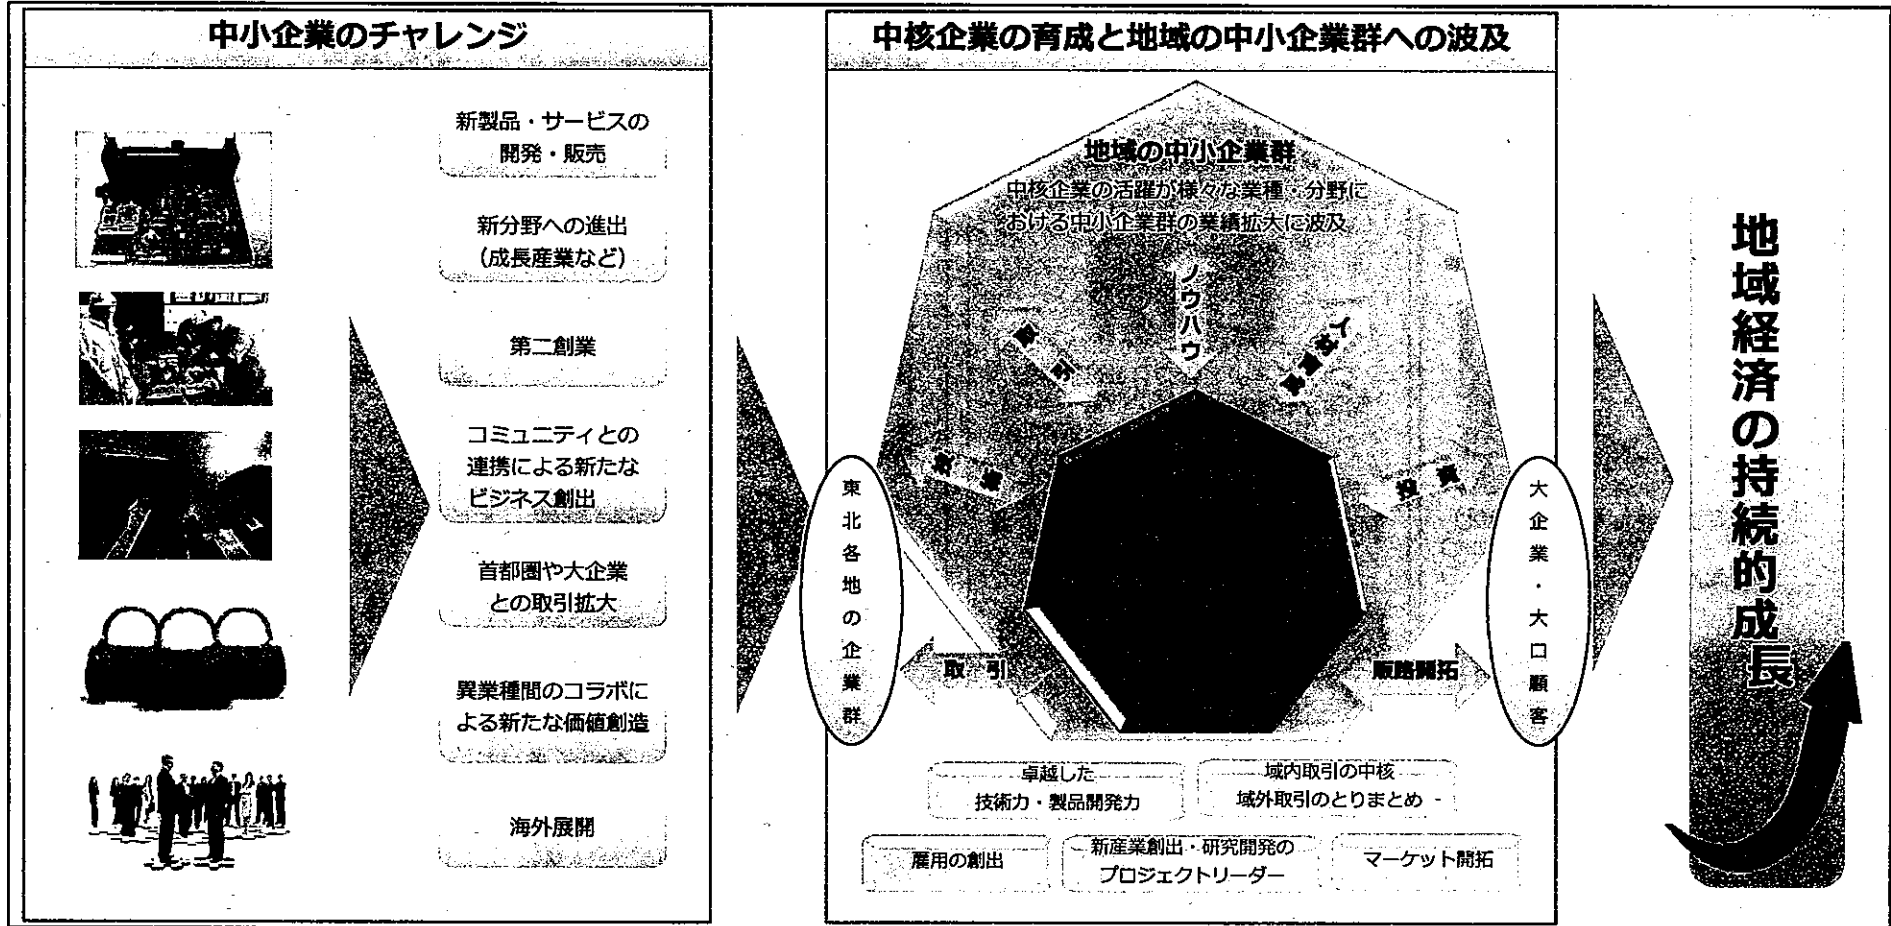 中小企業のチャレンジ
新製品・サービスの
開発・販売
新分野への進出
(成長産業など)
第二創業
コミュニティとの
連携による新たな
ビジネス創出
首都圏や大企業
との取引拡大
異業種間のコラボに
よる新たな価値創造
海外展開
中核企業の育成と地域の中小企業群への波及
地域の中小企業群
中核企業の活躍が様々な業種・分野に
おける中小企業群の業績拡大に波及
ノウハウ
取引
投資
東北各地の企業群
大企業・大口顧客
取引
販路開拓
卓越した
技術力・製品開発力
域内取引の中核
域外取引のとりまとめ
雇用の創出
新産業創出・研究開発の
プロジェクトリーダー
マーケット開拓
地域経済の持続的成長